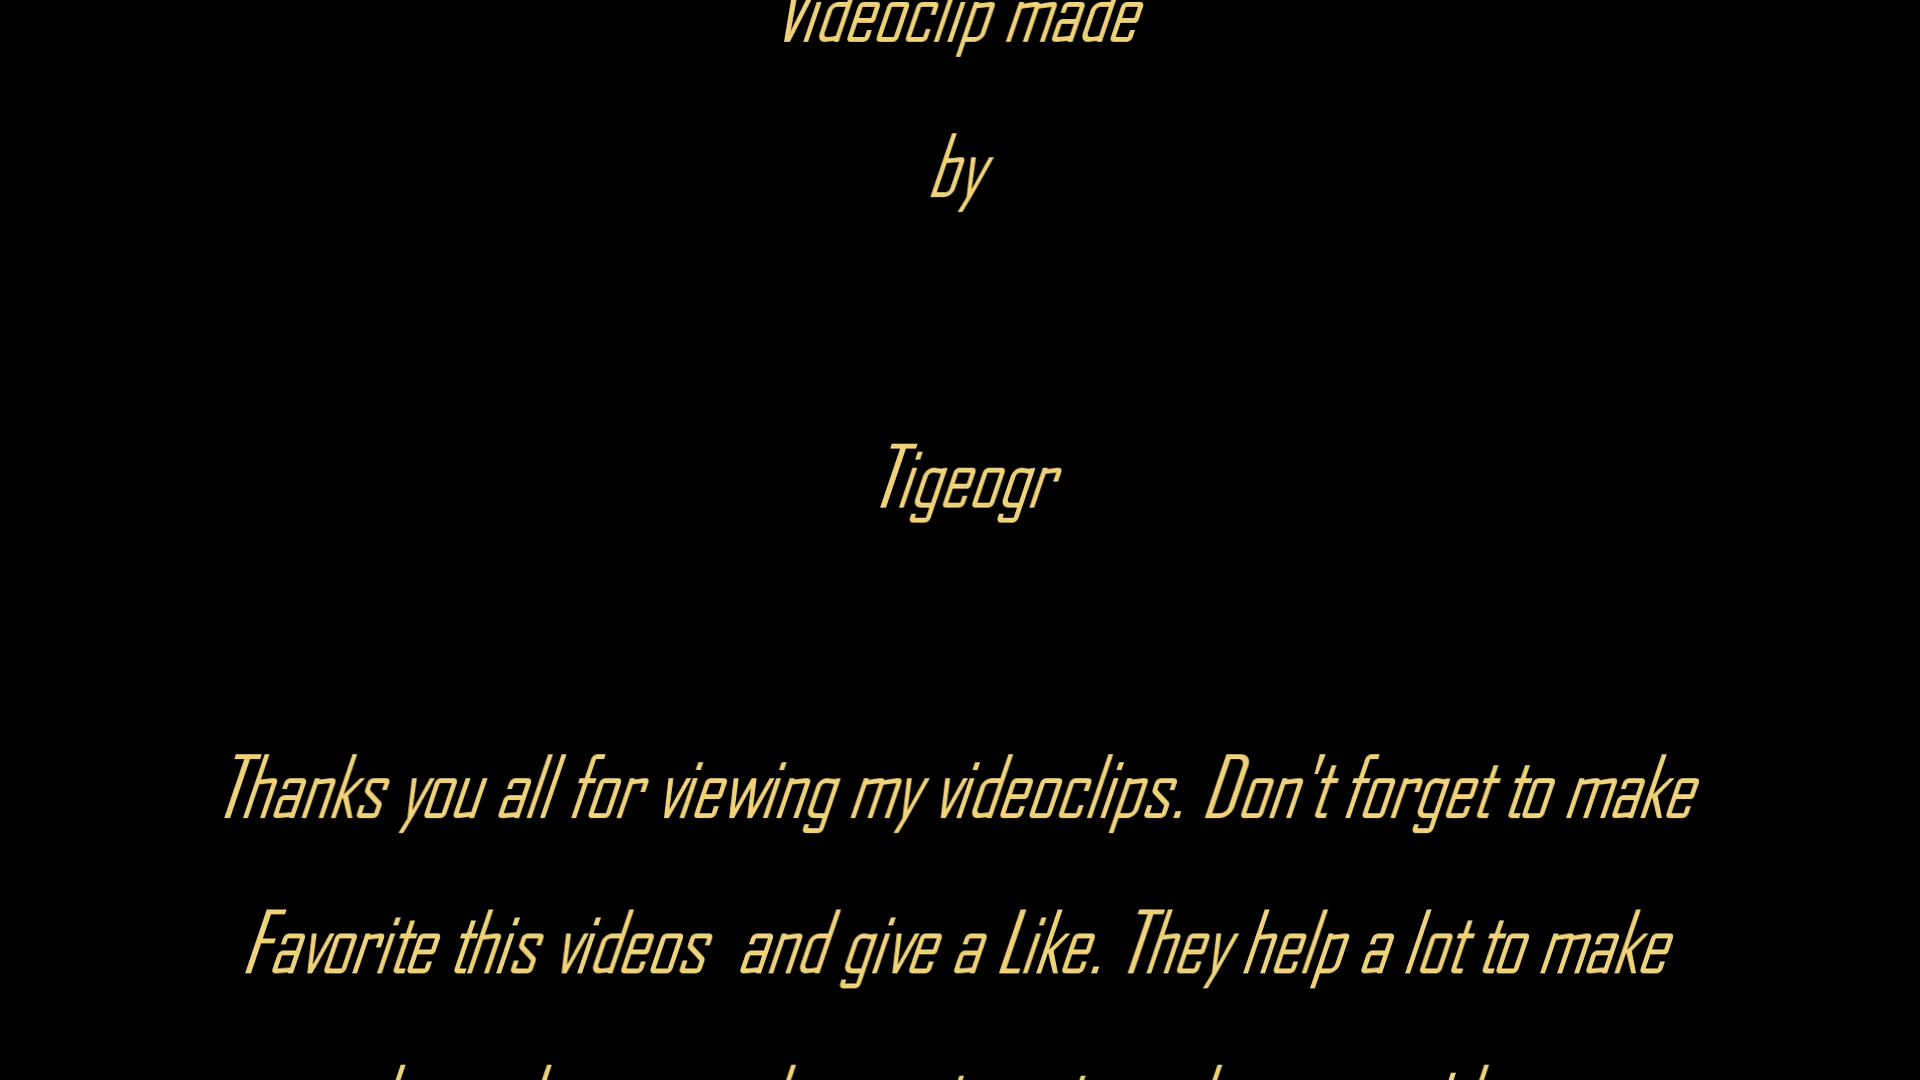 Videoclip made
by
Tigeogr
Thanks you all for viewing my videoclips. Don't forget to make
Favorite this videos  and give a Like. They help a lot to make